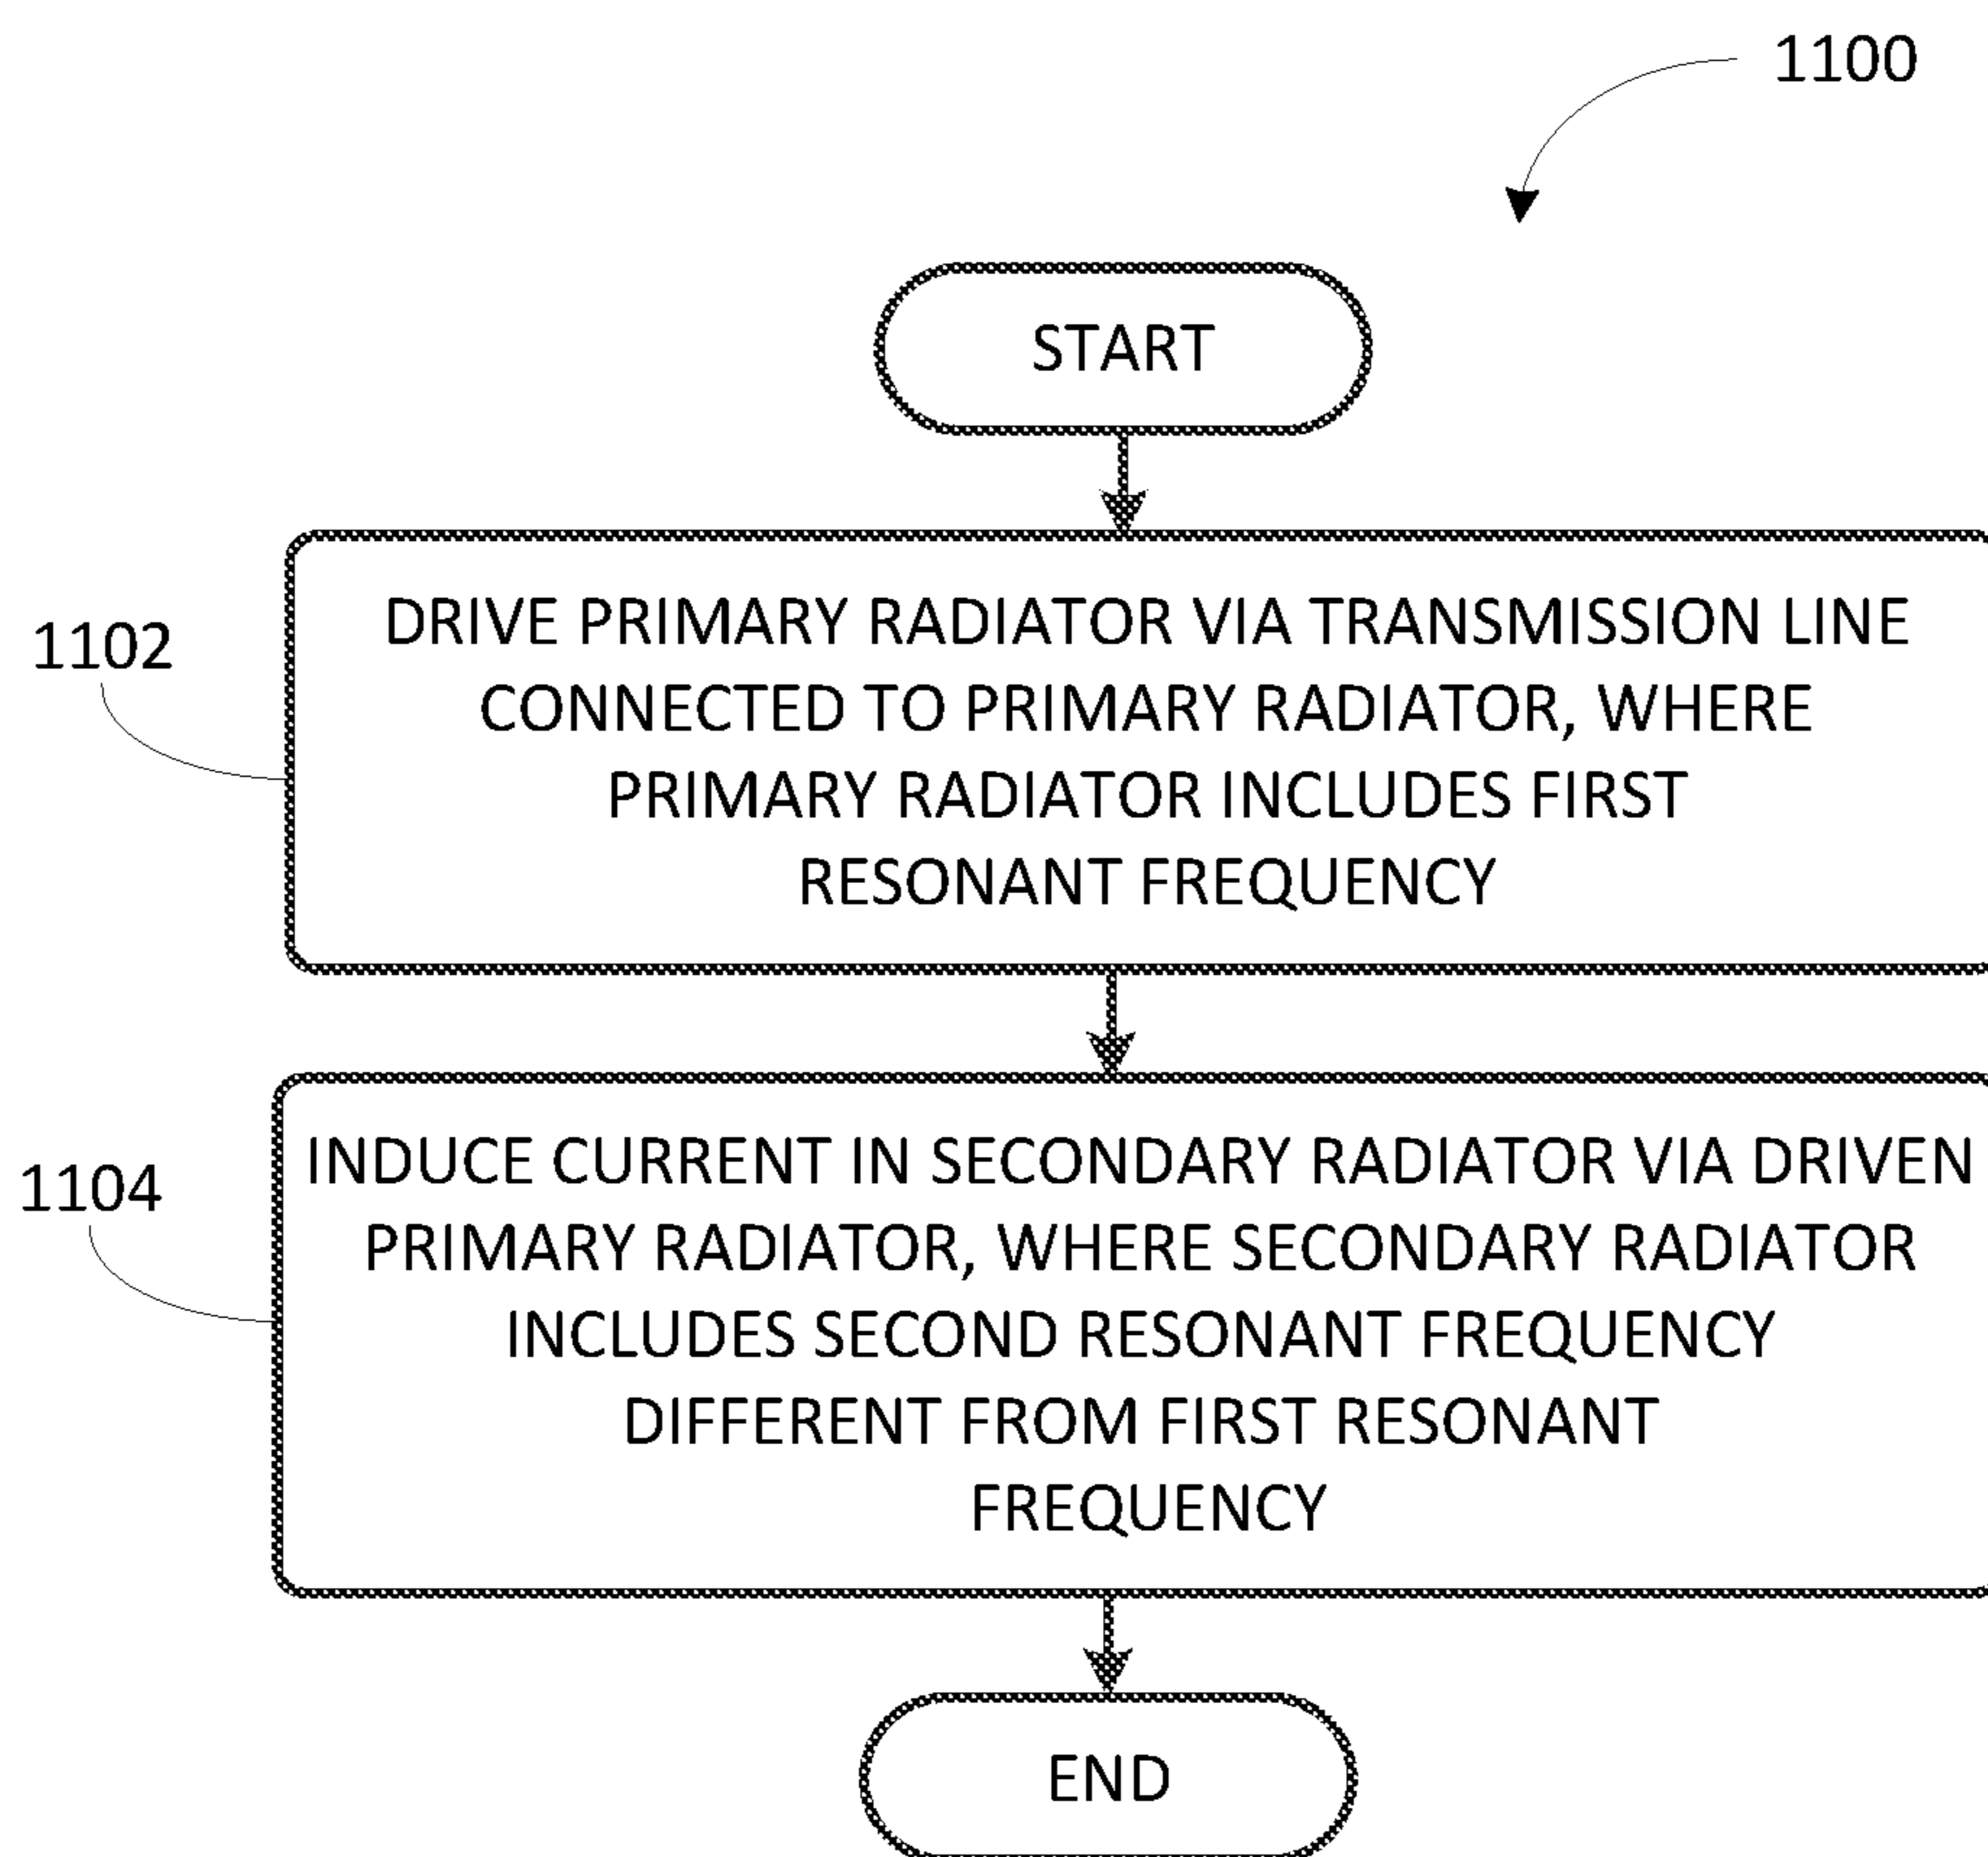 1100
START
1102
DRIVE PRIMARY RADIATOR VIA TRANSMISSION LINE
CONNECTED TO PRIMARY RADIATOR, WHERE
PRIMARY RADIATOR INCLUDES FIRST
RESONANT FREQUENCY
1104
INDUCE CURRENT IN SECONDARY RADIATOR VIA DRIVEN
PRIMARY RADIATOR, WHERE SECONDARY RADIATOR
INCLUDES SECOND RESONANT FREQUENCY
DIFFERENT FROM FIRST RESONANT
FREQUENCY
END